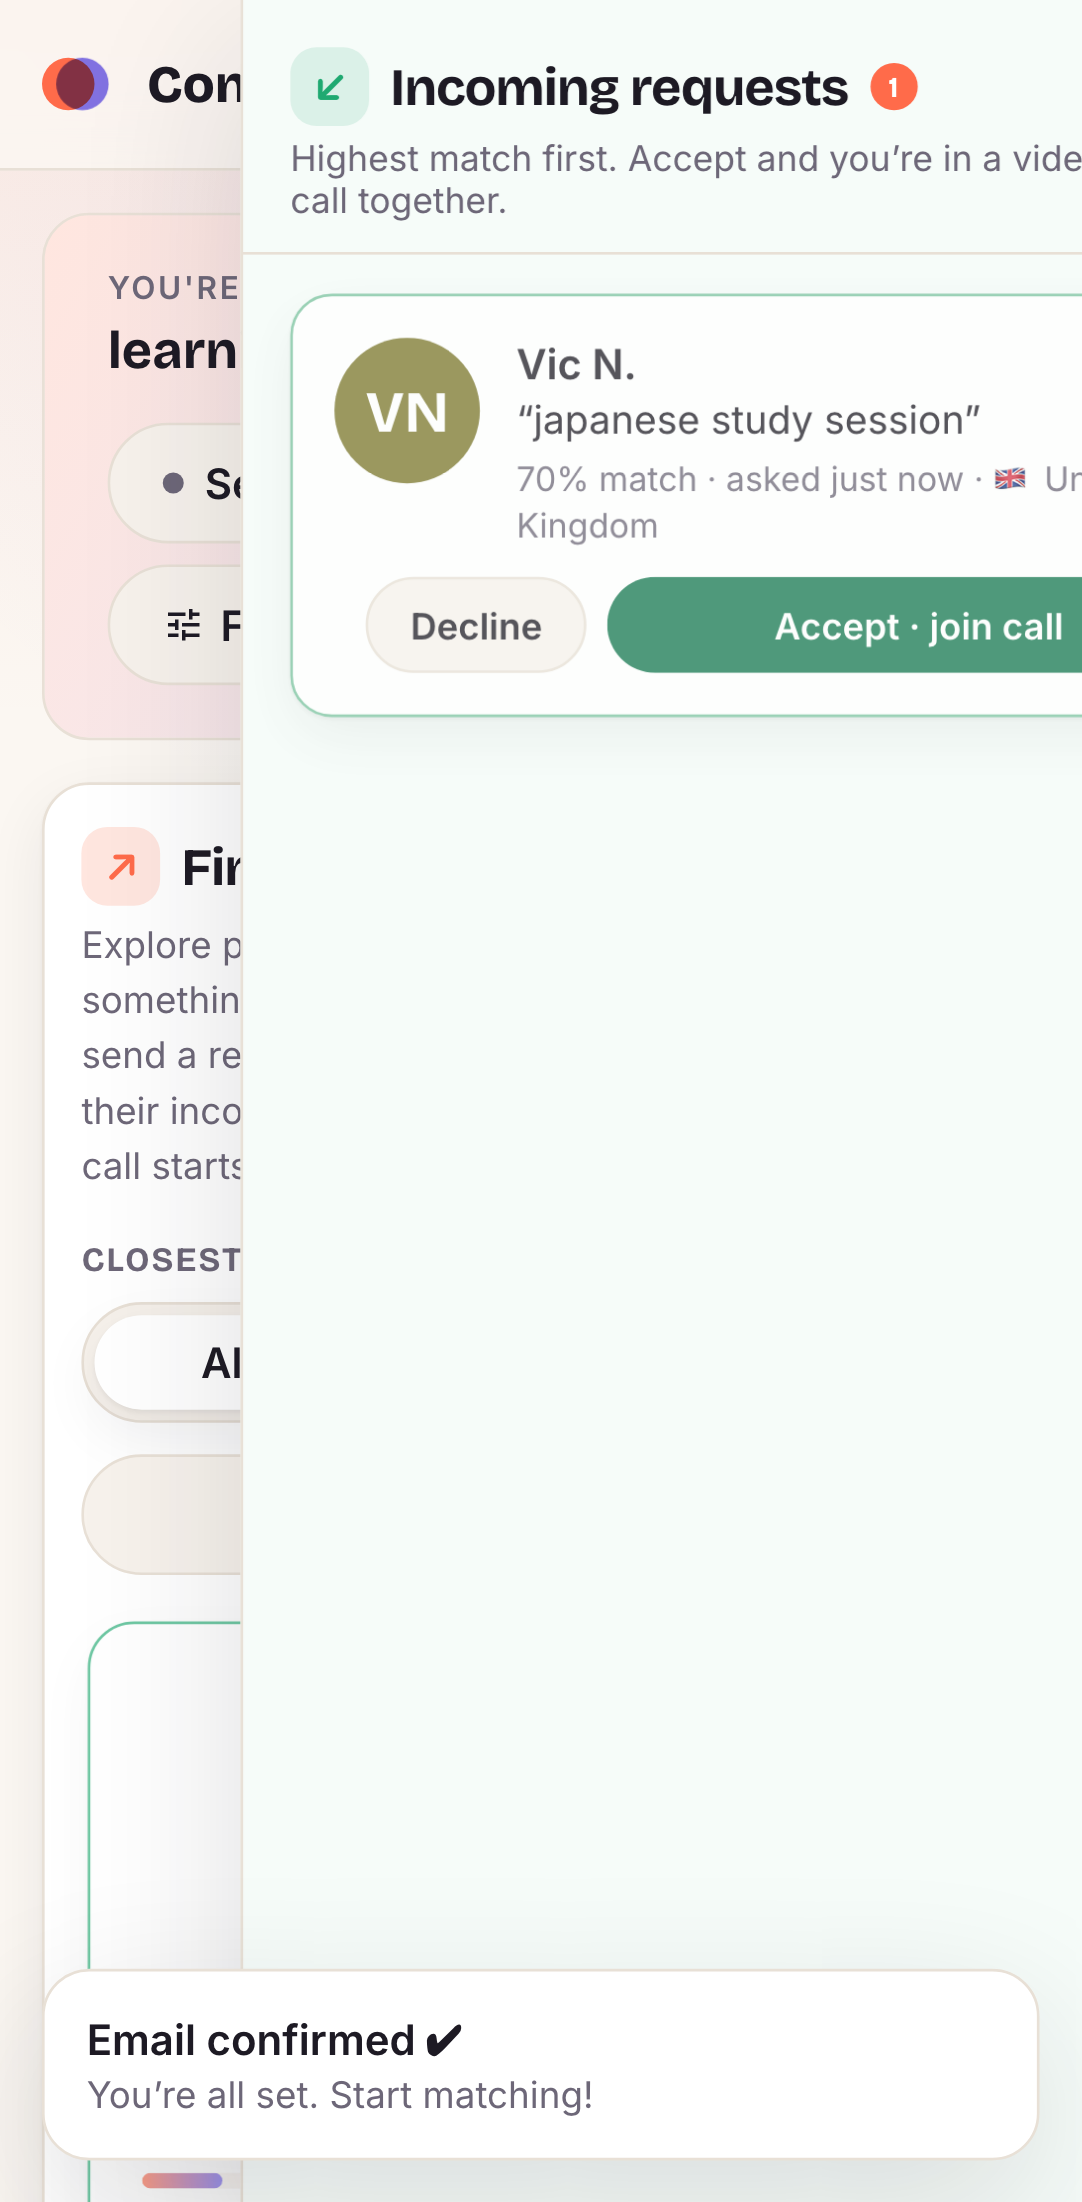 Con
Incoming requests 1
Highest match first. Accept and you're in a vide
call together.
YOU'RE
learn
Se
F
Vic N.
VN
“japanese study session”
70% match · asked just now · 🇬🇧 Un
Kingdom
Decline
Accept · join call
Fin
Explore p
somethin
send a re
their inco
call starts
CLOSEST
Al
Email confirmed ✔
You’re all set. Start matching!